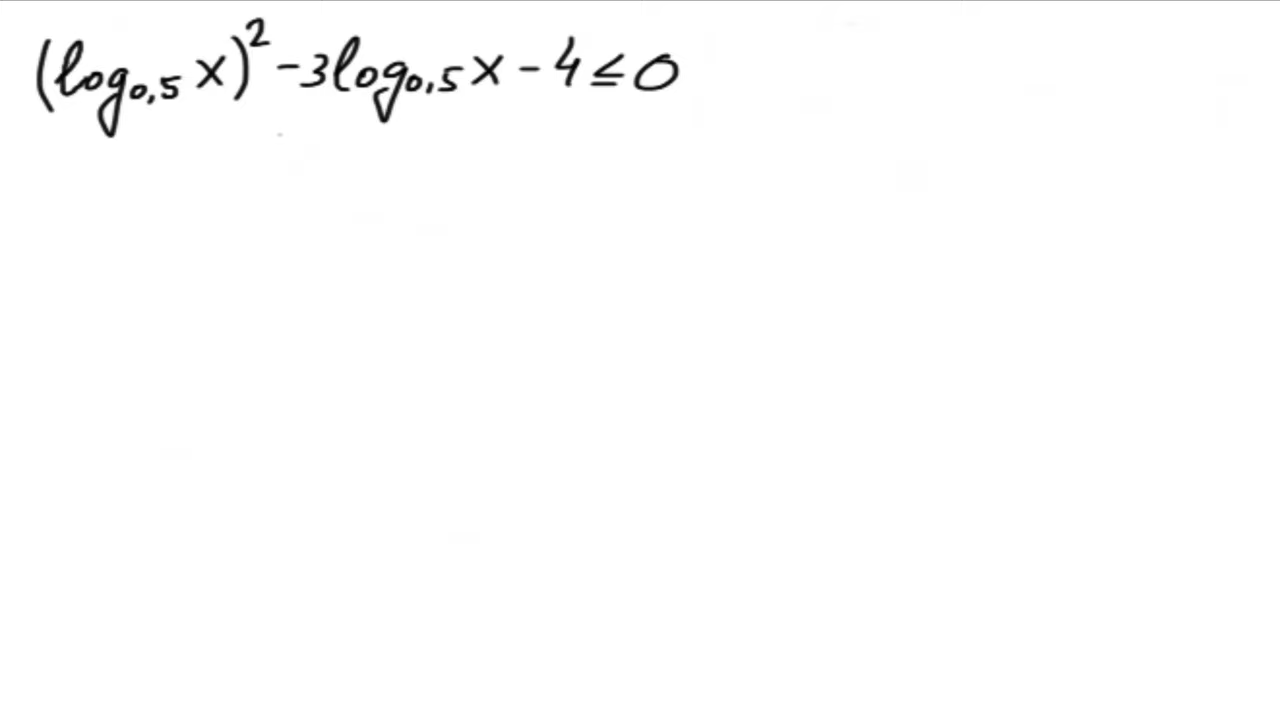 (log₀,₅ x)² - 3log₀,₅ x - 4 ≤ 0